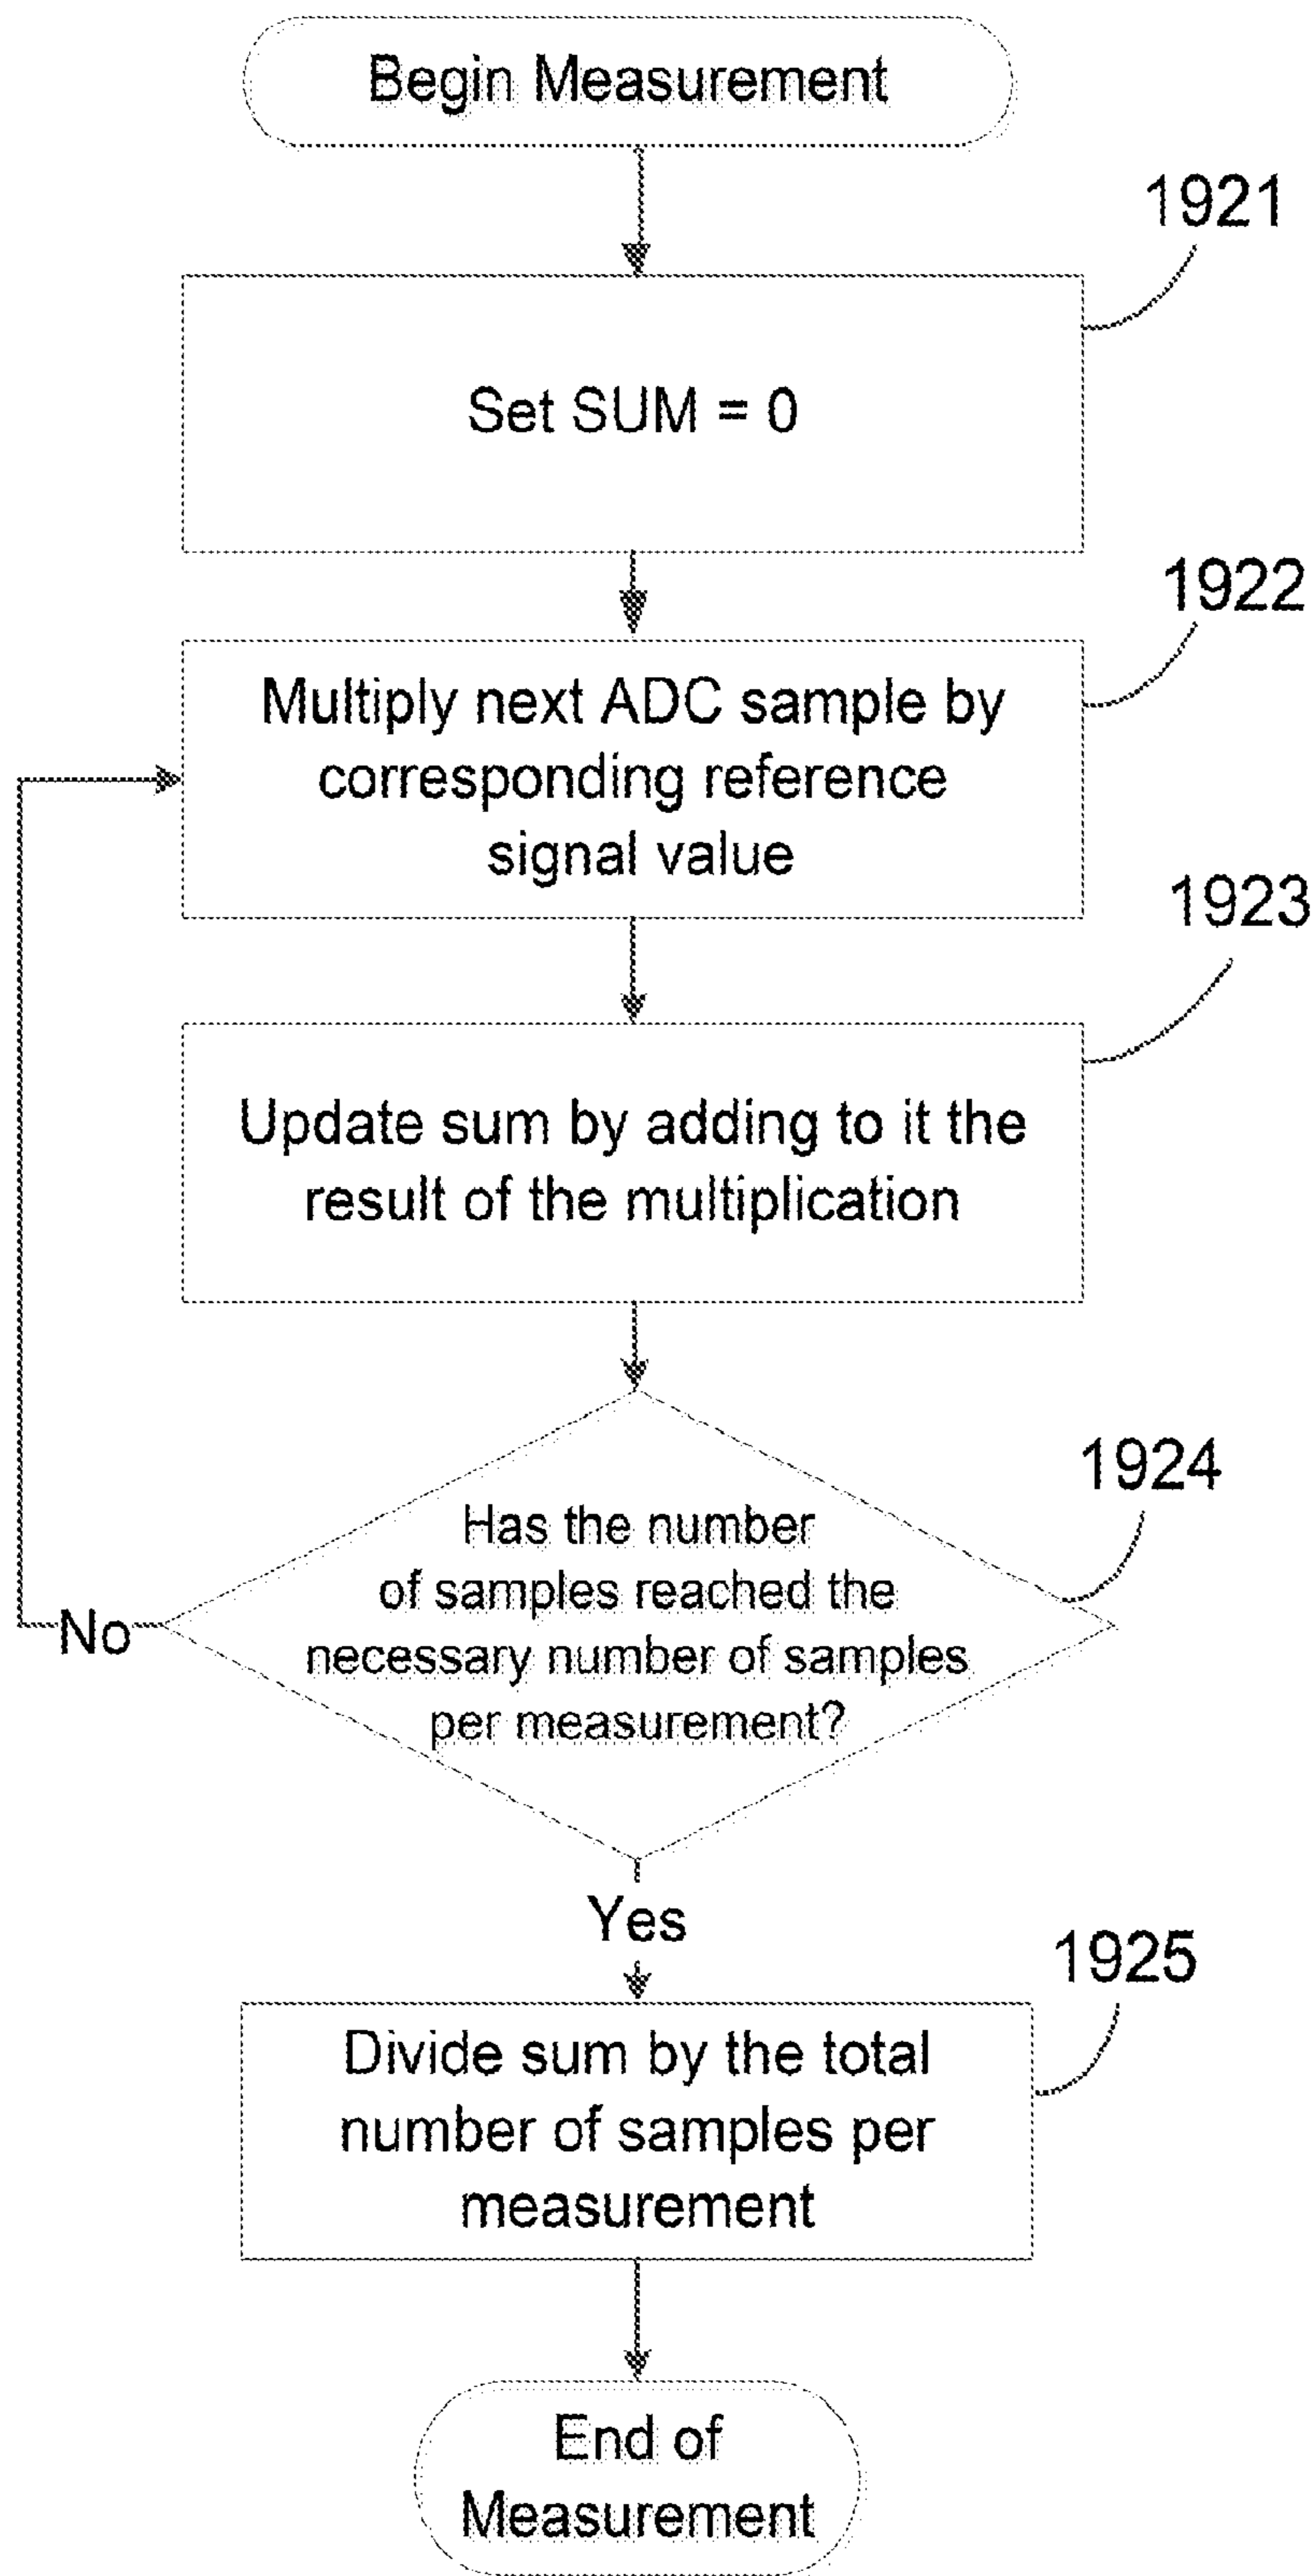 Begin Measurement
1921
Set SUM = 0
1922
Multiply next ADC sample by
corresponding reference
signal value
1923
Update sum by adding to it the
result of the multiplication
1924
Has the number
of samples reached the
necessary number of samples
per measurement?
No
Yes
1925
Divide sum by the total
number of samples per
measurement
End of
Measurement